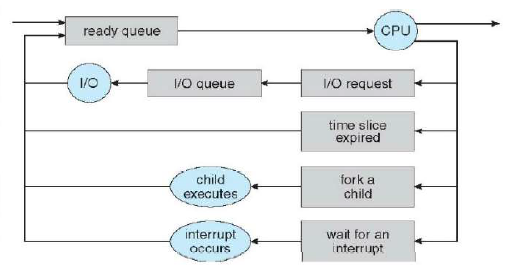 ready queue
CPU
I/O
I/O queue
I/O request
time slice
expired
child
executes
fork a
child
interrupt
occurs
wait for an
interrupt